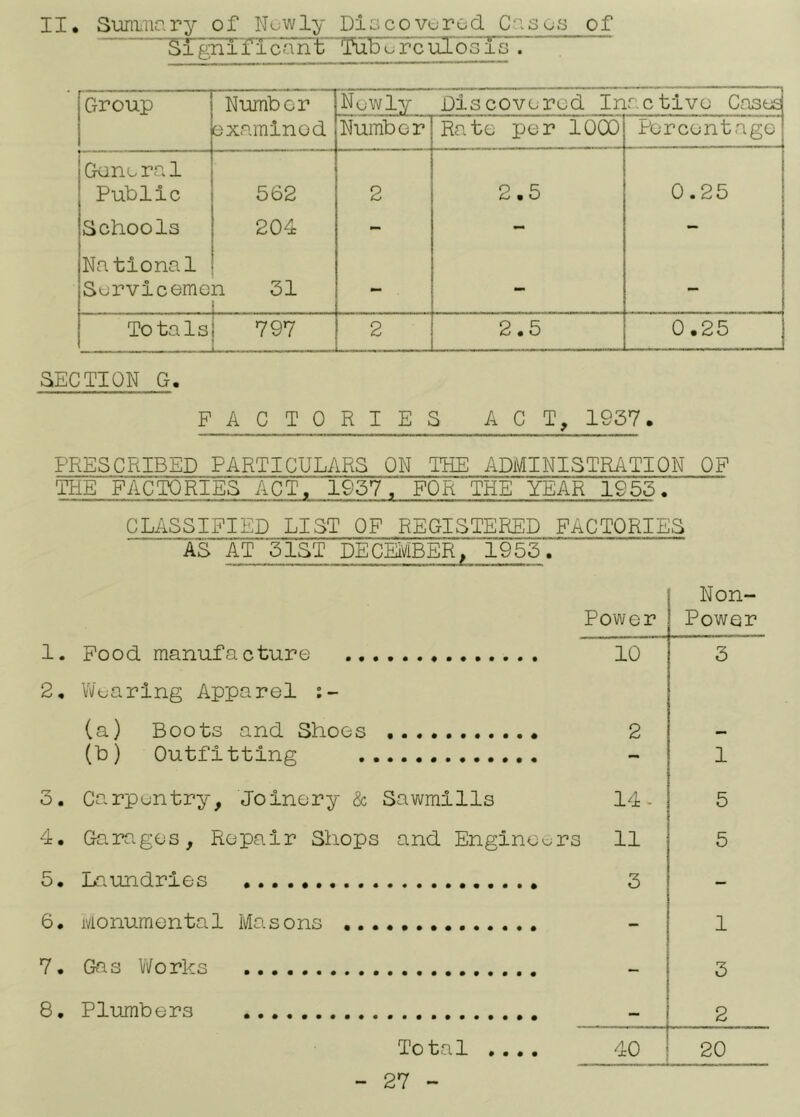 II. Summary of Newly Discovered Cases of
Significant Tuberculosis.
Group Number examined Newly Discovered Inactive Cases
Number Rate per 1000 Percentage
General
Public 562 2 2.5 0.25
Schools 204 - - -
National
Servicemen 31 - - -
Totals 797 2 2.5 0.25
SECTION G.
FACTORIES ACT, 1937.
PRESCRIBED PARTICULARS ON THE ADMINISTRATION OF
THE FACTORIES ACT, 1937, FOR THE YEAR 1953.
CLASSIFIED LIST OF REGISTERED FACTORIES
AS AT 31ST DECEMBER, 1953.
Power Non-Power
1. Food manufacture .............. 10 3
2. Wearing Apparel :-
(a) Boots and Shoes ........... 2 -
(b) Outfitting ............. - 1
3. Carpentry, Joinery & Sawmills 14 - 5
4. Garages, Repair Shops and Engineers 11 5
5. Laundries ..................... 3 -
6. Monumental Masons .............. - 1
7. Gas Works ..................... - 3
8. Plumbers ..................... - 2
Total .... 40 20
- 27 -